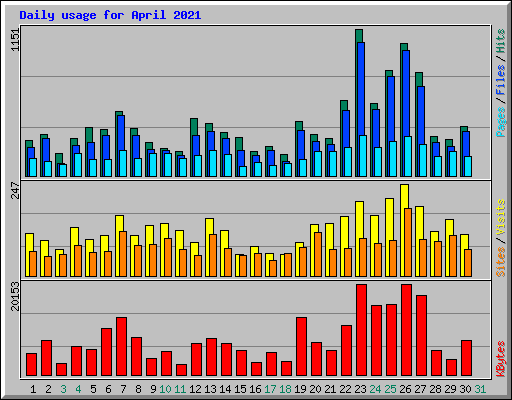 Daily usage for April 2021
1151
Pages / Files / Hits
247
Sites / Visits
20153
KBytes
1 2 3 4 5 6 7 8 9 10 11 12 13 14 15 16 17 18 19 20 21 22 23 24 25 26 27 28 29 30 31